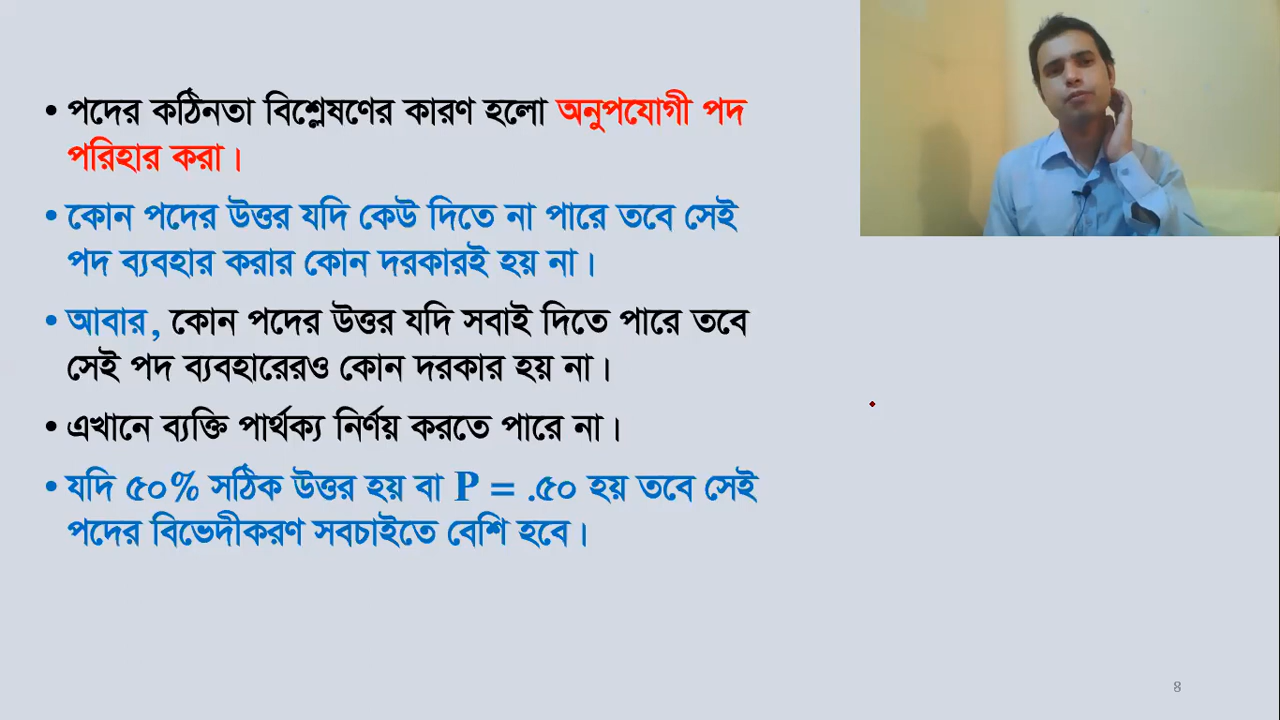 • পদের কঠিনতা বিশ্লেষণের কারণ হলো অনুপযোগী পদ
পরিহার করা।
• কোন পদের উত্তর যদি কেউ দিতে না পারে তবে সেই
পদ ব্যবহার করার কোন দরকারই হয় না।
• আবার, কোন পদের উত্তর যদি সবাই দিতে পারে তবে
সেই পদ ব্যবহারেরও কোন দরকার হয় না।
• এখানে ব্যক্তি পার্থক্য নির্ণয় করতে পারে না।
• যদি ৫০% সঠিক উত্তর হয় বা P = .৫০ হয় তবে সেই
পদের বিভেদীকরণ সবচাইতে বেশি হবে।
8